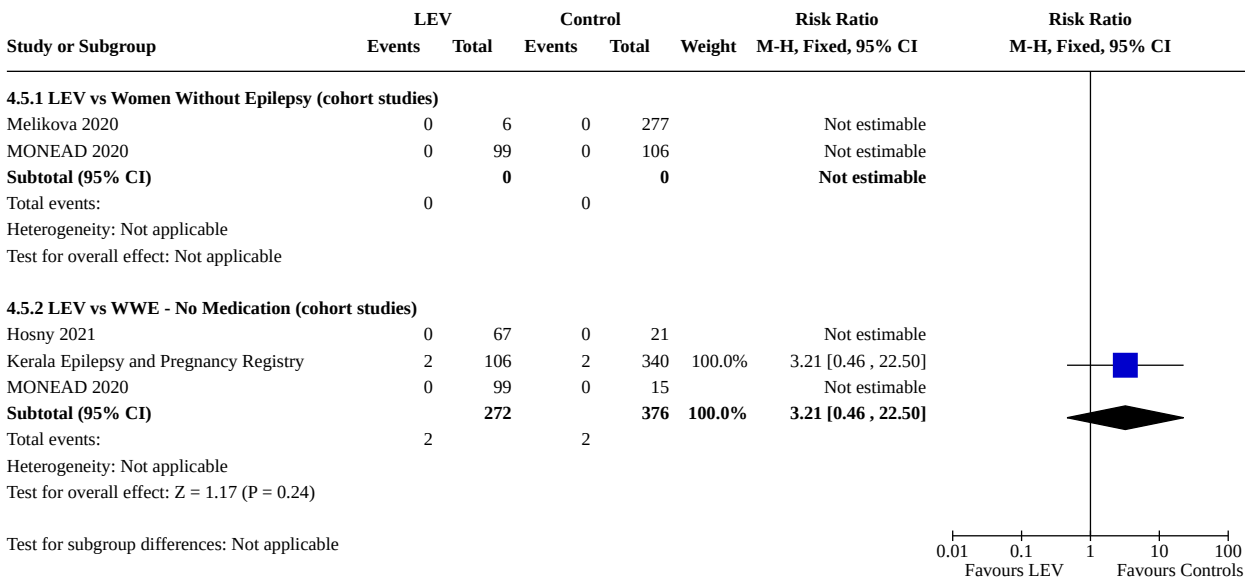 LEV Control Risk Ratio Risk Ratio
Study or Subgroup Events Total Events Total Weight M-H, Fixed, 95% CI M-H, Fixed, 95% CI
4.5.1 LEV vs Women Without Epilepsy (cohort studies)
Melikova 2020 0 6 0 277 Not estimable
MONEAD 2020 0 99 0 106 Not estimable
Subtotal (95% CI) 0 0 Not estimable
Total events: 0 0
Heterogeneity: Not applicable
Test for overall effect: Not applicable
4.5.2 LEV vs WWE - No Medication (cohort studies)
Hosny 2021 0 67 0 21 Not estimable
Kerala Epilepsy and Pregnancy Registry 2 106 2 340 100.0% 3.21 [0.46 , 22.50]
MONEAD 2020 0 99 0 15 Not estimable
Subtotal (95% CI) 272 376 100.0% 3.21 [0.46 , 22.50]
Total events: 2 2
Heterogeneity: Not applicable
Test for overall effect: Z = 1.17 (P = 0.24)
Test for subgroup differences: Not applicable
0.01 0.1 1 10 100
Favours LEV Favours Controls